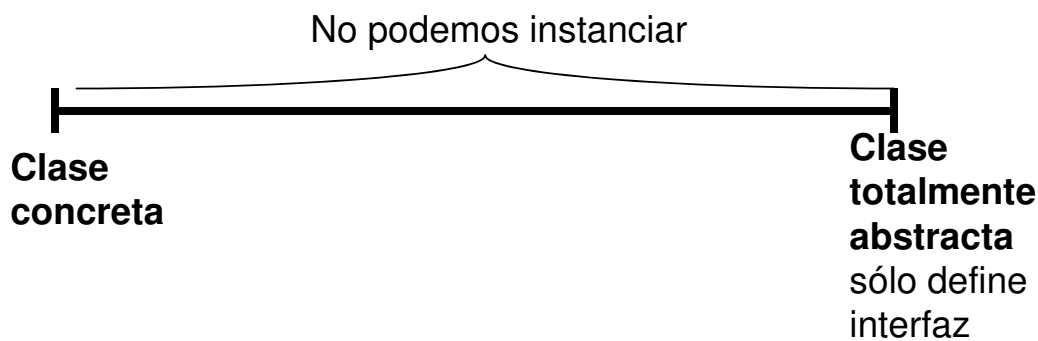 No podemos instanciar
Clase
concreta
Clase
totalmente
abstracta
sólo define
interfaz